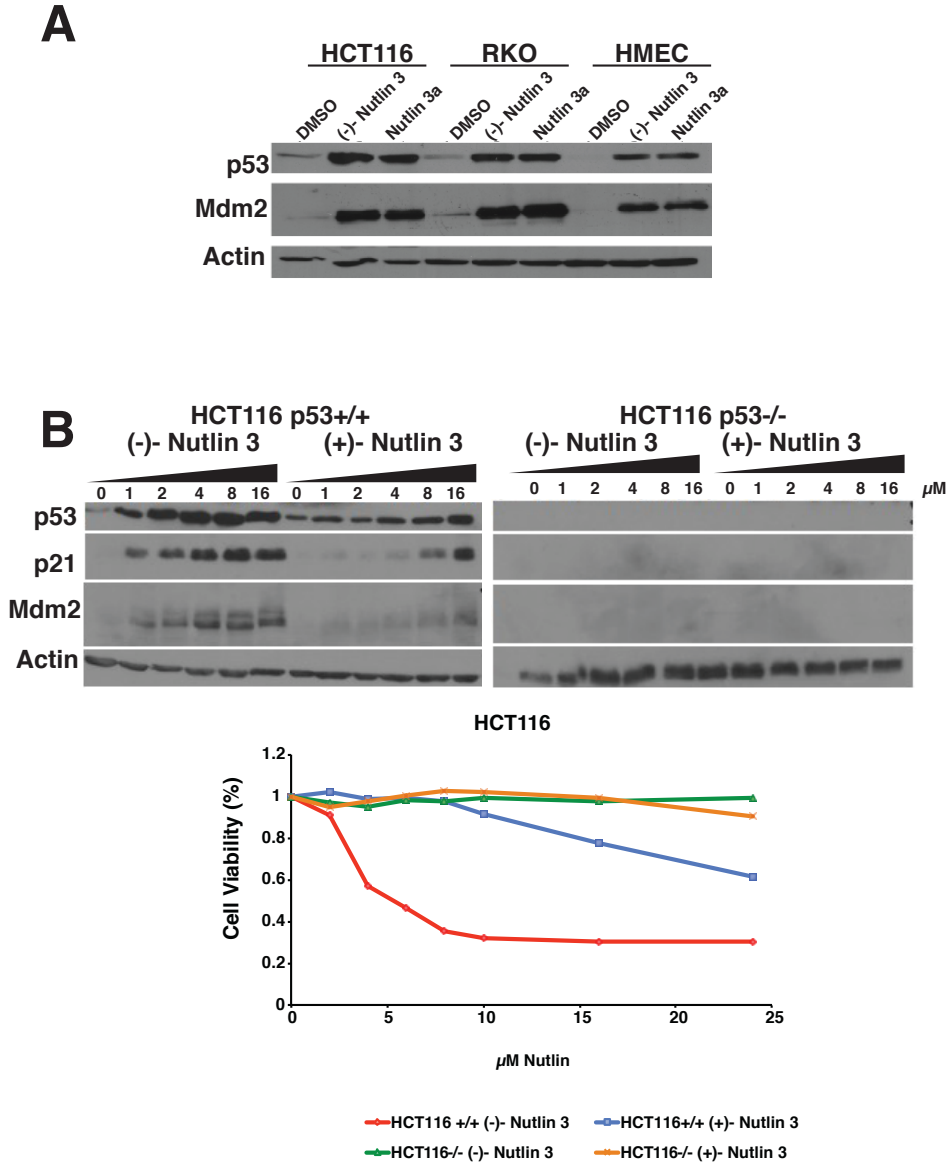 A
HCT116 RKO HMEC
DMSO (-)- Nutlin 3 Nutlin 3a DMSO (-)- Nutlin 3 Nutlin 3a DMSO (-)- Nutlin 3 Nutlin 3a
p53
Mdm2
Actin
B
HCT116 p53+/+ HCT116 p53-/-
(-)- Nutlin 3 (+)- Nutlin 3 (-)- Nutlin 3 (+)- Nutlin 3
0 1 2 4 8 16 0 1 2 4 8 16 0 1 2 4 8 16 0 1 2 4 8 16 µM
p53
p21
Mdm2
Actin
HCT116
1.2
1
0.8
0.6
0.4
0.2
0
Cell Viability (%)
0 5 10 15 20 25
µM Nutlin
HCT116 +/+ (-)- Nutlin 3 HCT116+/+ (+)- Nutlin 3
HCT116-/- (-)- Nutlin 3 HCT116-/- (+)- Nutlin 3